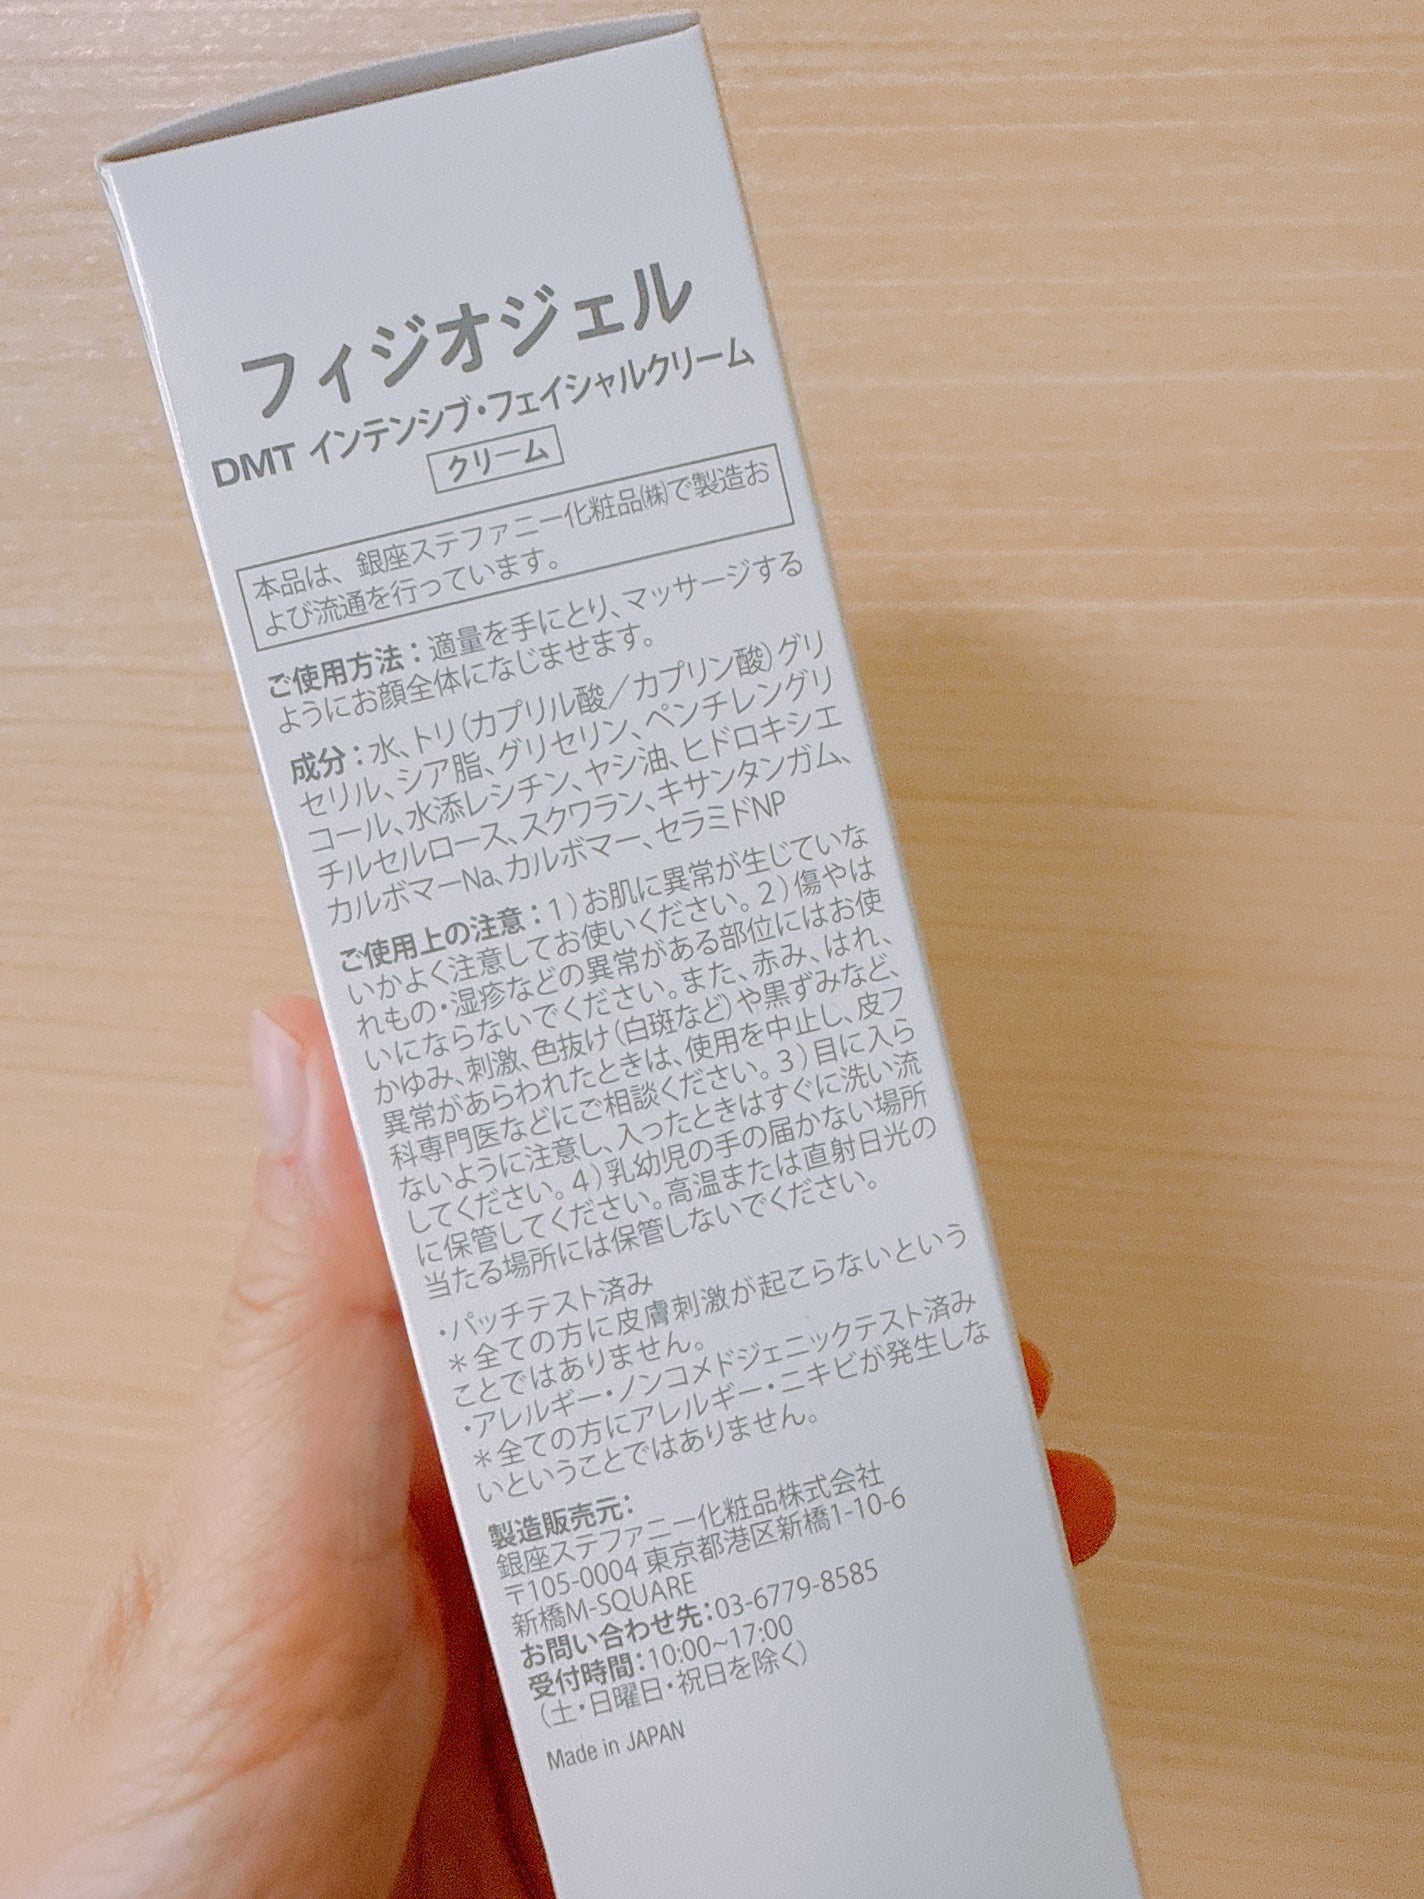 フィジオジェル
DMT インテンシブ・フェイシャルクリーム
クリーム
本品は、銀座ステファニー化粧品㈱で製造お
よび流通を行っています。
ご使用方法：適量を手にとり、マッサージする
ようにお顔全体になじませます。
成分：水、トリ（カプリル酸／カプリン酸）グリ
セリル、シア脂、グリセリン、ペンチレングリ
コール、水添レシチン、ヤシ油、ヒドロキシエ
チルセルロース、スクワラン、キサンタンガム、
カルボマーNa、カルボマー、セラミドNP
ご使用上の注意：1）お肌に異常が生じていな
いかよく注意してお使いください。2）傷やは
れもの・湿疹などの異常がある部位にはお使
いにならないでください。また、赤み、はれ、
かゆみ、刺激、色抜け（白斑など）や黒ずみなど、
異常があらわれたときは、使用を中止し、皮フ
科専門医などにご相談ください。3）目に入ら
ないように注意し、入ったときはすぐに洗い流
してください。4）乳幼児の手の届かない場所
に保管してください。高温または直射日光の
当たる場所には保管しないでください。
・パッチテスト済み
＊全ての方に皮膚刺激が起こらないという
ことではありません。
・アレルギー・ノンコメドジェニックテスト済み
＊全ての方にアレルギー・ニキビが発生しな
いということではありません。
製造販売元：
銀座ステファニー化粧品株式会社
〒105-0004 東京都港区新橋1-10-6
新橋M-SQUARE
お問い合わせ先：03-6779-8585
受付時間：10:00~17:00
（土・日曜日・祝日を除く）
Made in JAPAN